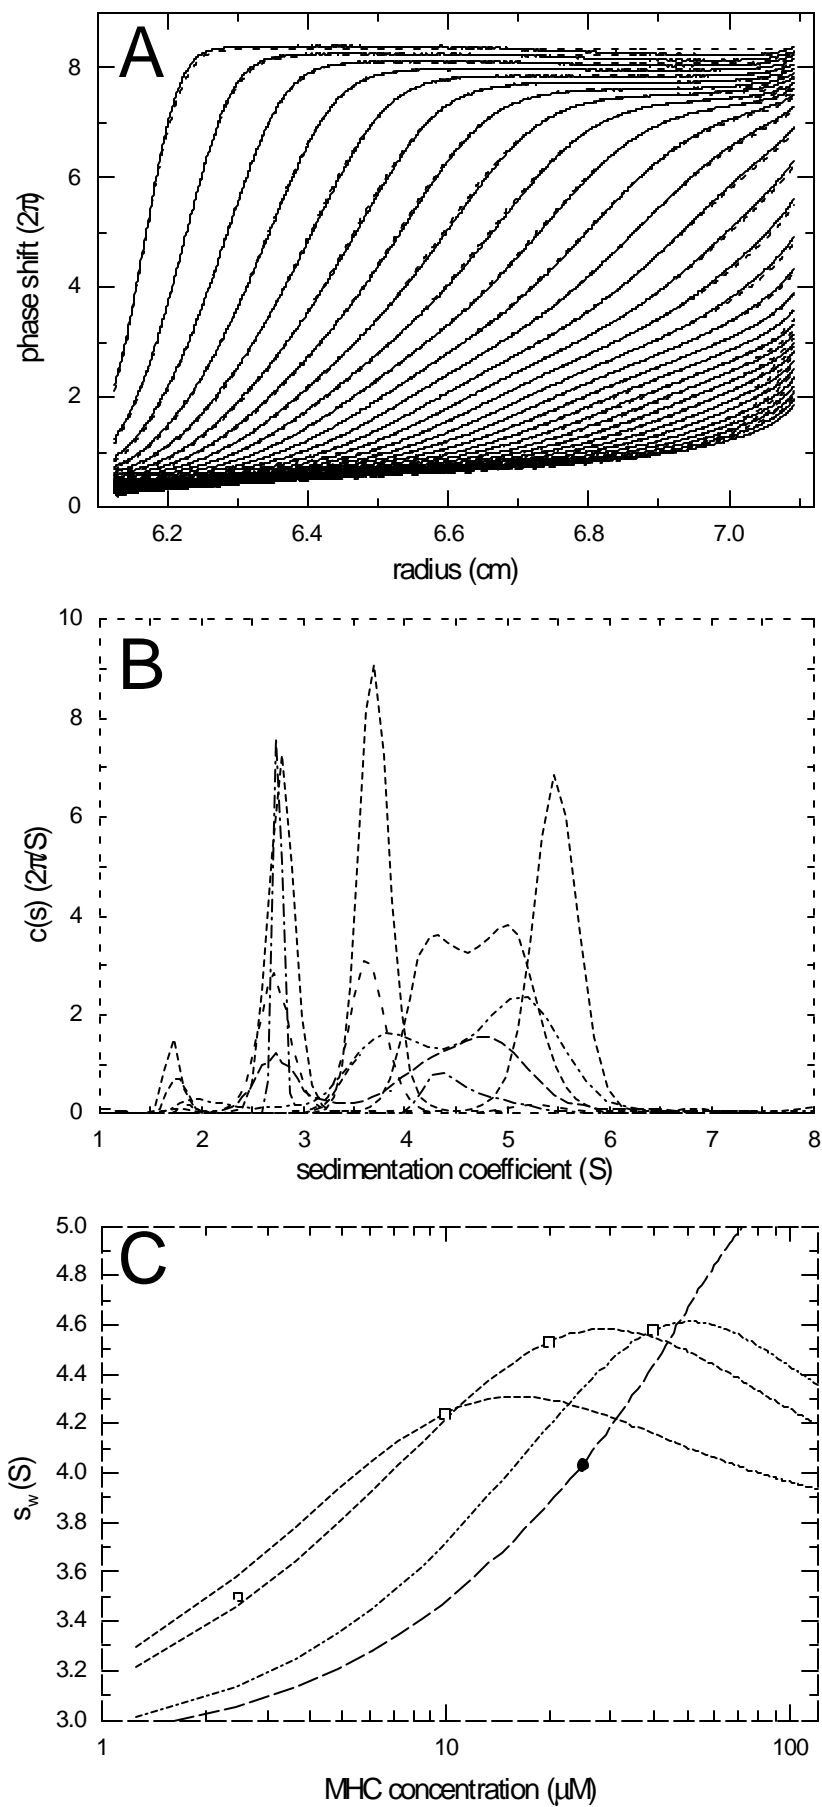 A
8
6
4
2
0
phase shift (2π)
6.2 6.4 6.6 6.8 7.0
radius (cm)
B
10
8
6
4
2
0
c(s) (2π/S)
1 2 3 4 5 6 7 8
sedimentation coefficient (S)
C
5.0
4.8
4.6
4.4
4.2
4.0
3.8
3.6
3.4
3.2
3.0
s_w (S)
1 10 100
MHC concentration (μM)